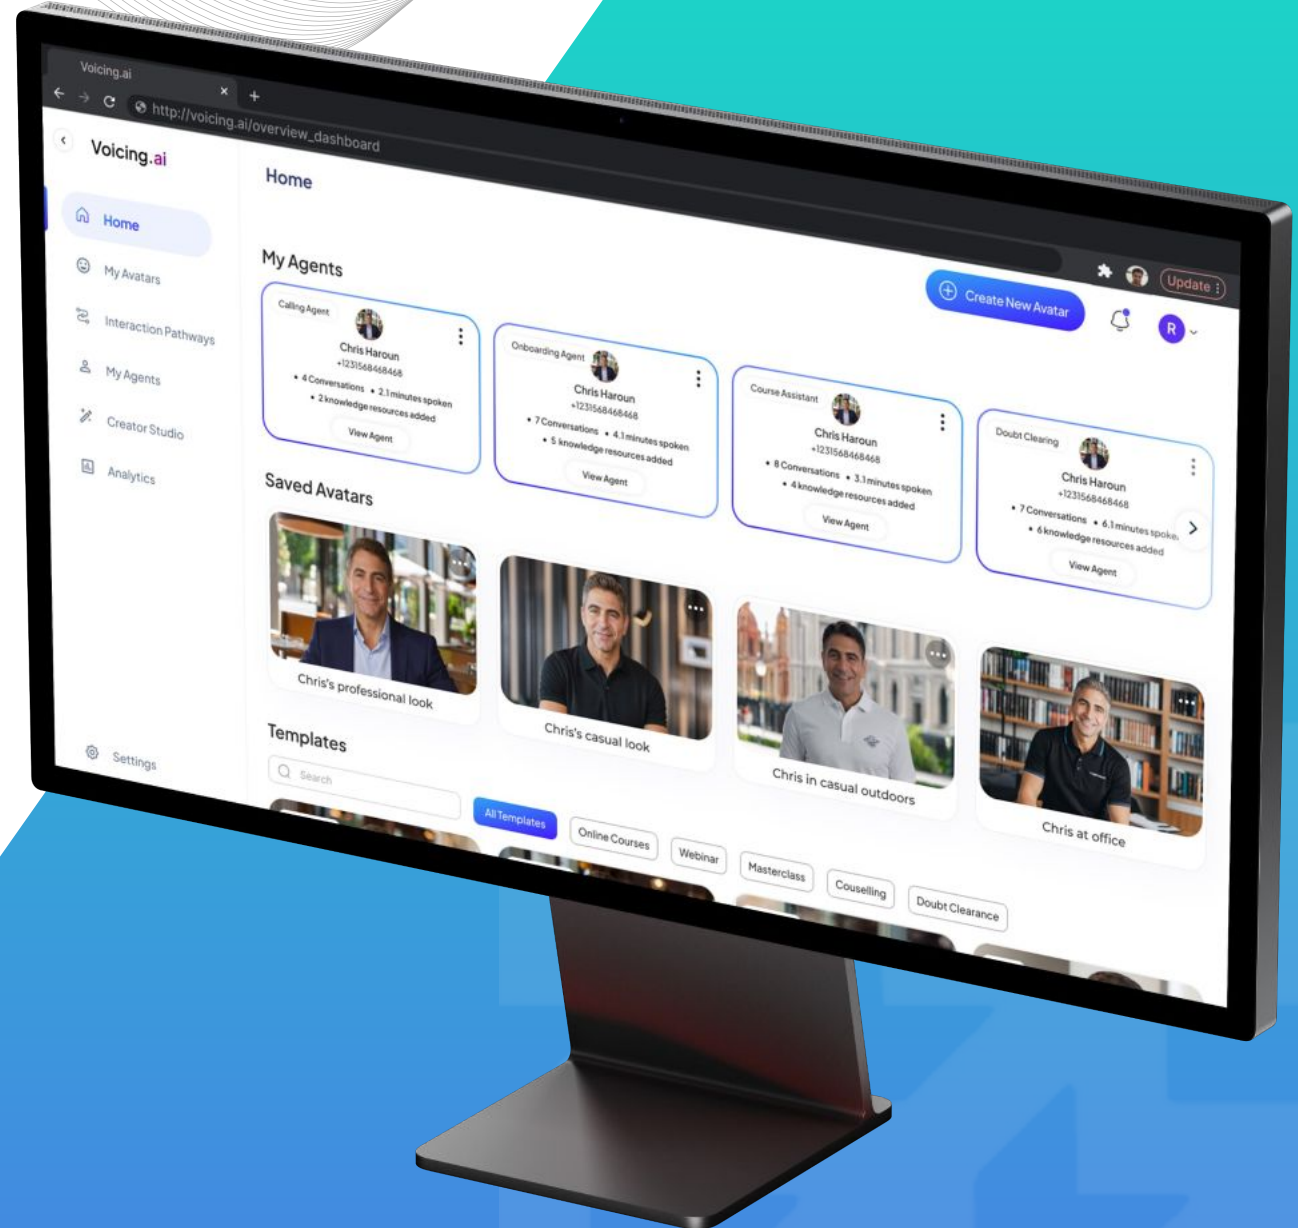 Voicing.ai
http://voicing.ai/overview_dashboard
Update
Voicing.ai
Home
My Avatars
Interaction Pathways
My Agents
Creator Studio
Analytics
Settings
Home
Create New Avatar
R
My Agents
Calling Agent
Chris Haroun
+1231568468468
• 4 Conversations • 2.1 minutes spoken
• 2 knowledge resources added
View Agent
Onboarding Agent
Chris Haroun
+1231568468468
• 7 Conversations • 4.1 minutes spoken
• 5 knowledge resources added
View Agent
Course Assistant
Chris Haroun
+1231568468468
• 8 Conversations • 3.1 minutes spoken
• 4 knowledge resources added
View Agent
Doubt Clearing
Chris Haroun
+1231568468468
• 7 Conversations • 6.1 minutes spoke
• 6 knowledge resources added
View Agent
Saved Avatars
Chris's professional look
Chris's casual look
Chris in casual outdoors
Chris at office
Templates
Search
All Templates
Online Courses
Webinar
Masterclass
Couselling
Doubt Clearance